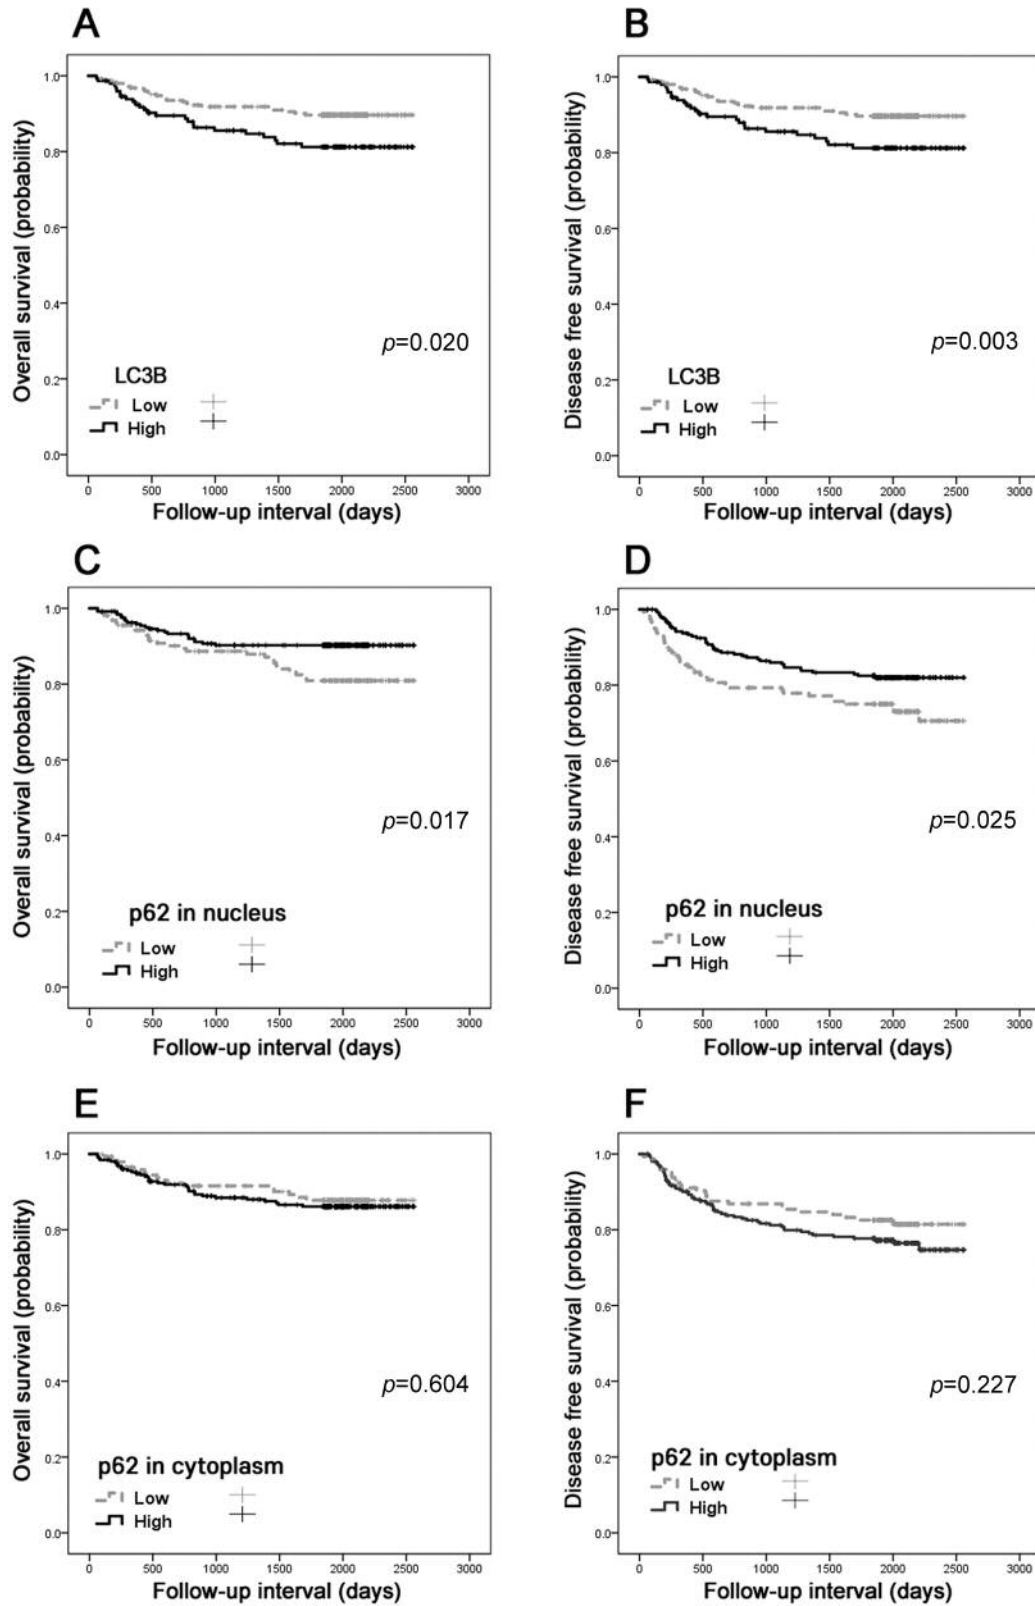 A
Overall survival (probability)
1.0
0.8
0.6
0.4
0.2
0.0
p=0.020
LC3B
Low
High
0 500 1000 1500 2000 2500 3000
Follow-up interval (days)
B
Disease free survival (probability)
1.0
0.8
0.6
0.4
0.2
0.0
p=0.003
LC3B
Low
High
0 500 1000 1500 2000 2500 3000
Follow-up interval (days)
C
Overall survival (probability)
1.0
0.8
0.6
0.4
0.2
0.0
p=0.017
p62 in nucleus
Low
High
0 500 1000 1500 2000 2500 3000
Follow-up interval (days)
D
Disease free survival (probability)
1.0
0.8
0.6
0.4
0.2
0.0
p=0.025
p62 in nucleus
Low
High
0 500 1000 1500 2000 2500 3000
Follow-up interval (days)
E
Overall survival (probability)
1.0
0.8
0.6
0.4
0.2
0.0
p=0.604
p62 in cytoplasm
Low
High
0 500 1000 1500 2000 2500 3000
Follow-up interval (days)
F
Disease free survival (probability)
1.0
0.8
0.6
0.4
0.2
0.0
p=0.227
p62 in cytoplasm
Low
High
0 500 1000 1500 2000 2500 3000
Follow-up interval (days)